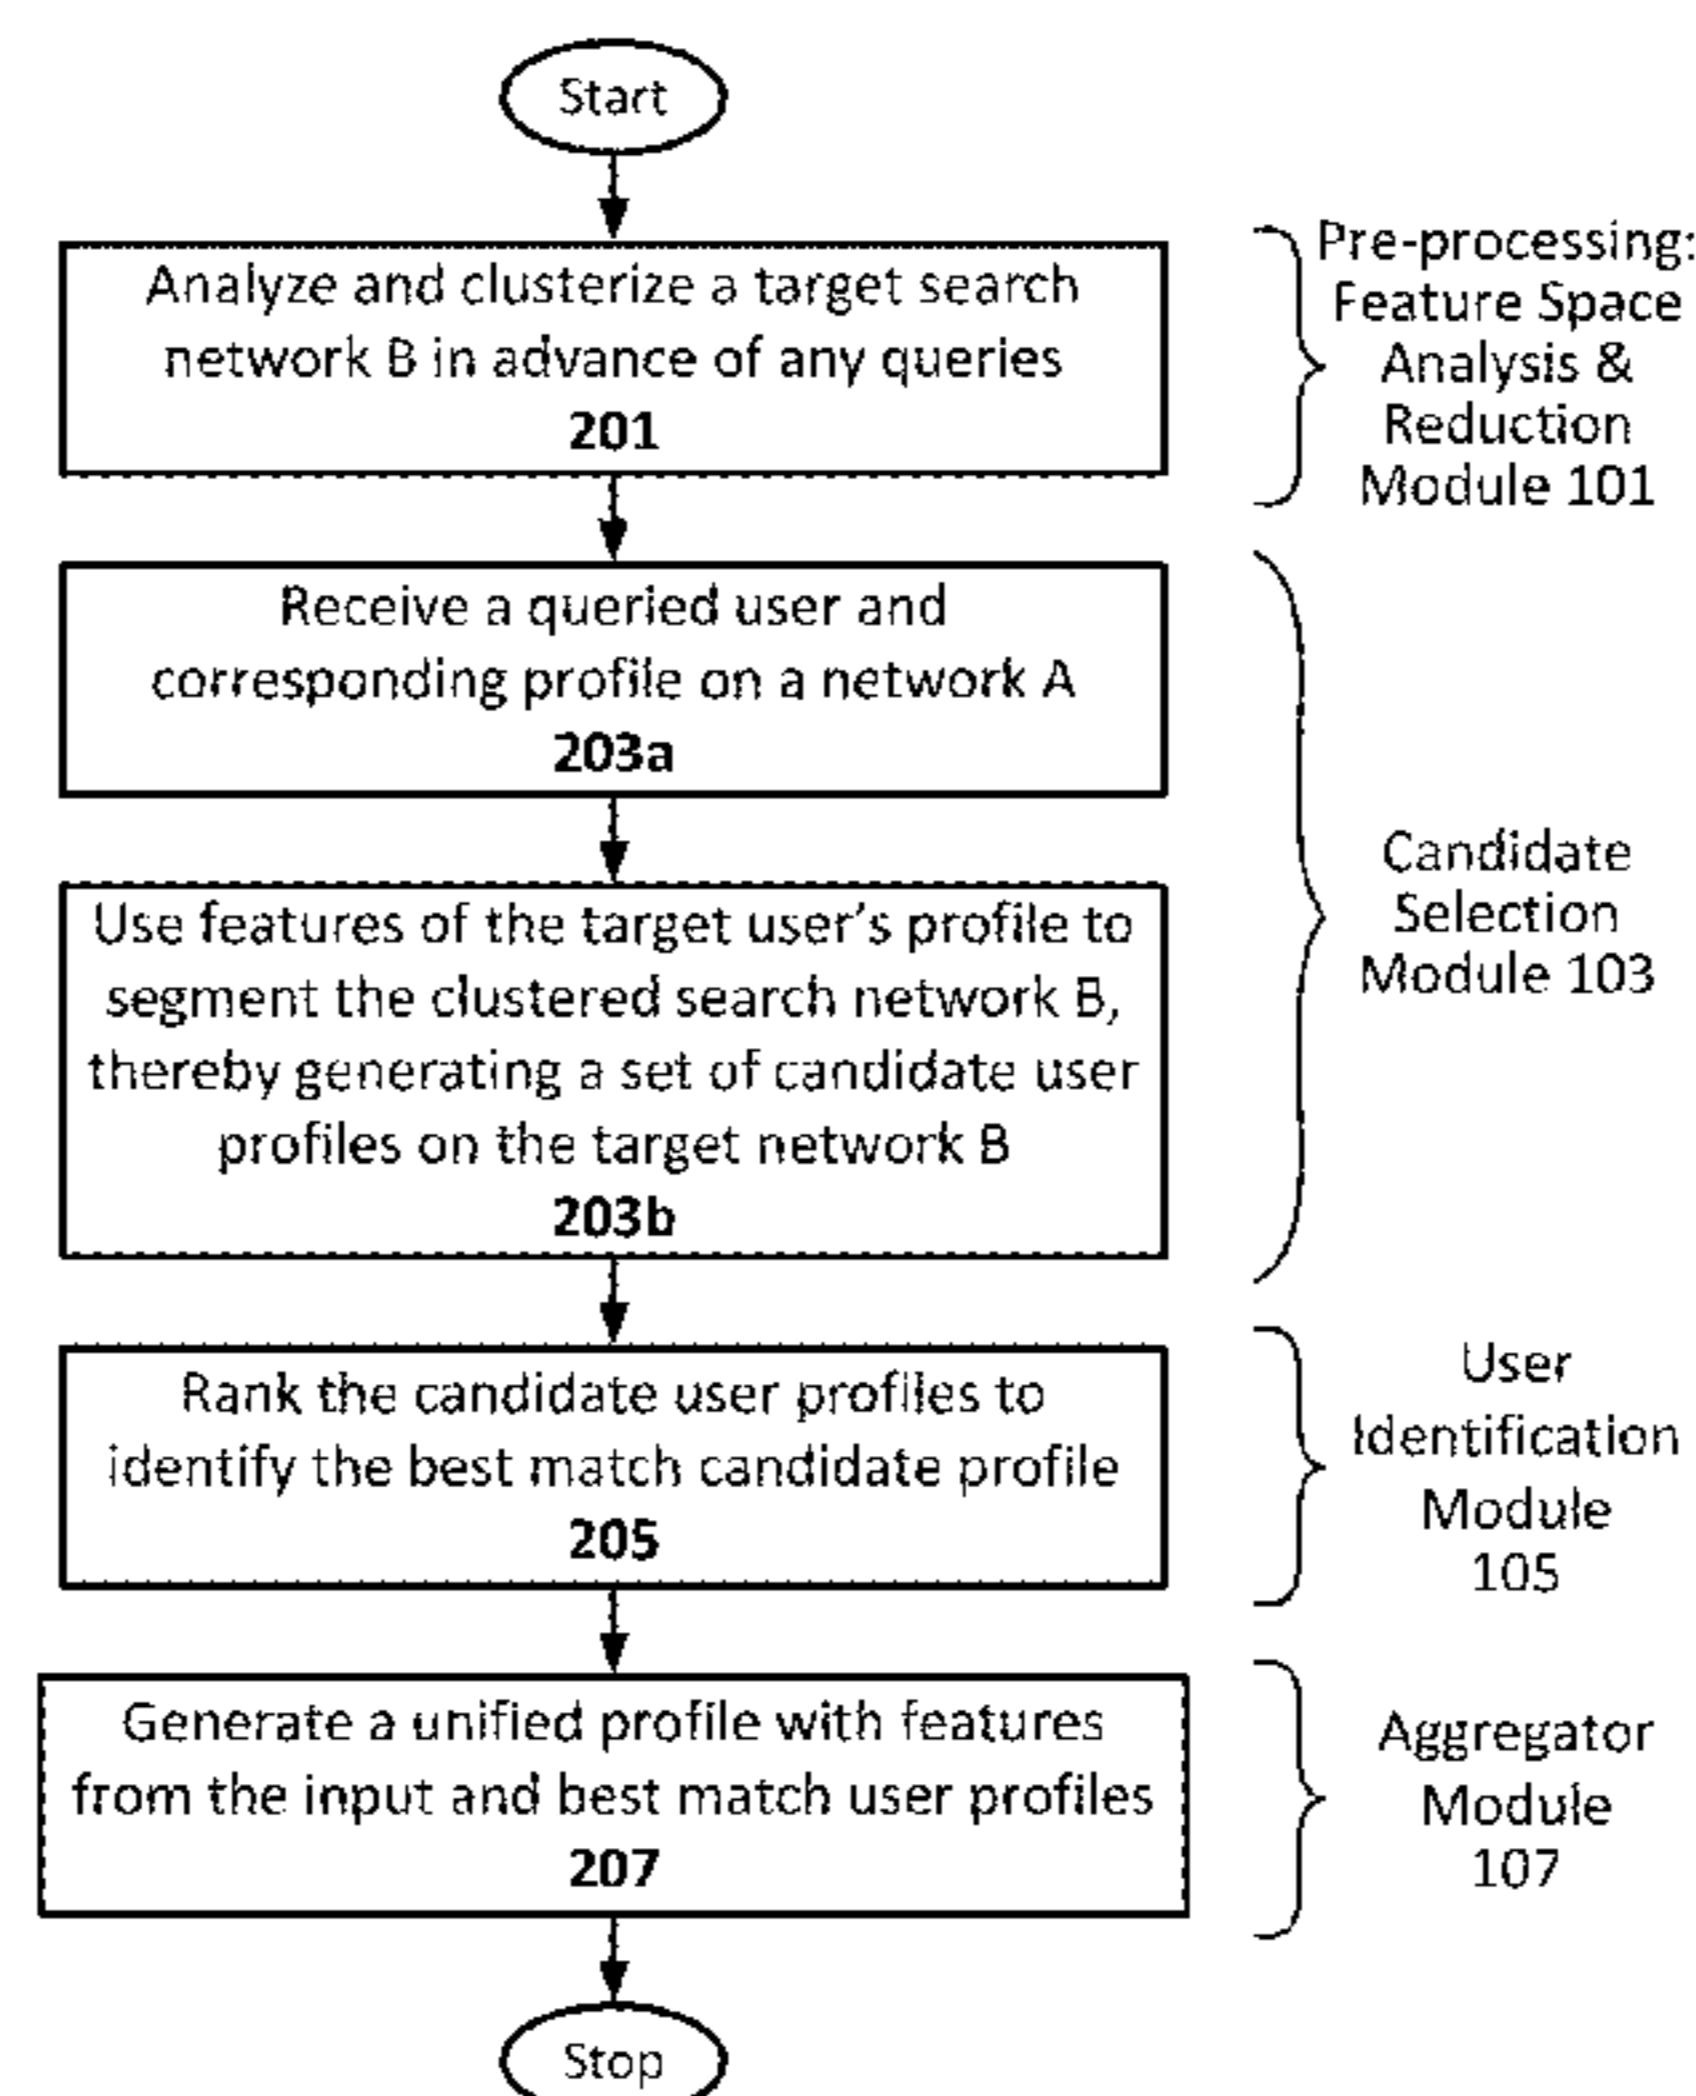 Start
Analyze and clusterize a target search
network B in advance of any queries
201
Pre-processing:
Feature Space
Analysis &
Reduction
Module 101
Receive a queried user and
corresponding profile on a network A
203a
Use features of the target user's profile to
segment the clustered search network B,
thereby generating a set of candidate user
profiles on the target network B
203b
Candidate
Selection
Module 103
Rank the candidate user profiles to
identify the best match candidate profile
205
User
Identification
Module
105
Generate a unified profile with features
from the input and best match user profiles
207
Aggregator
Module
107
Stop